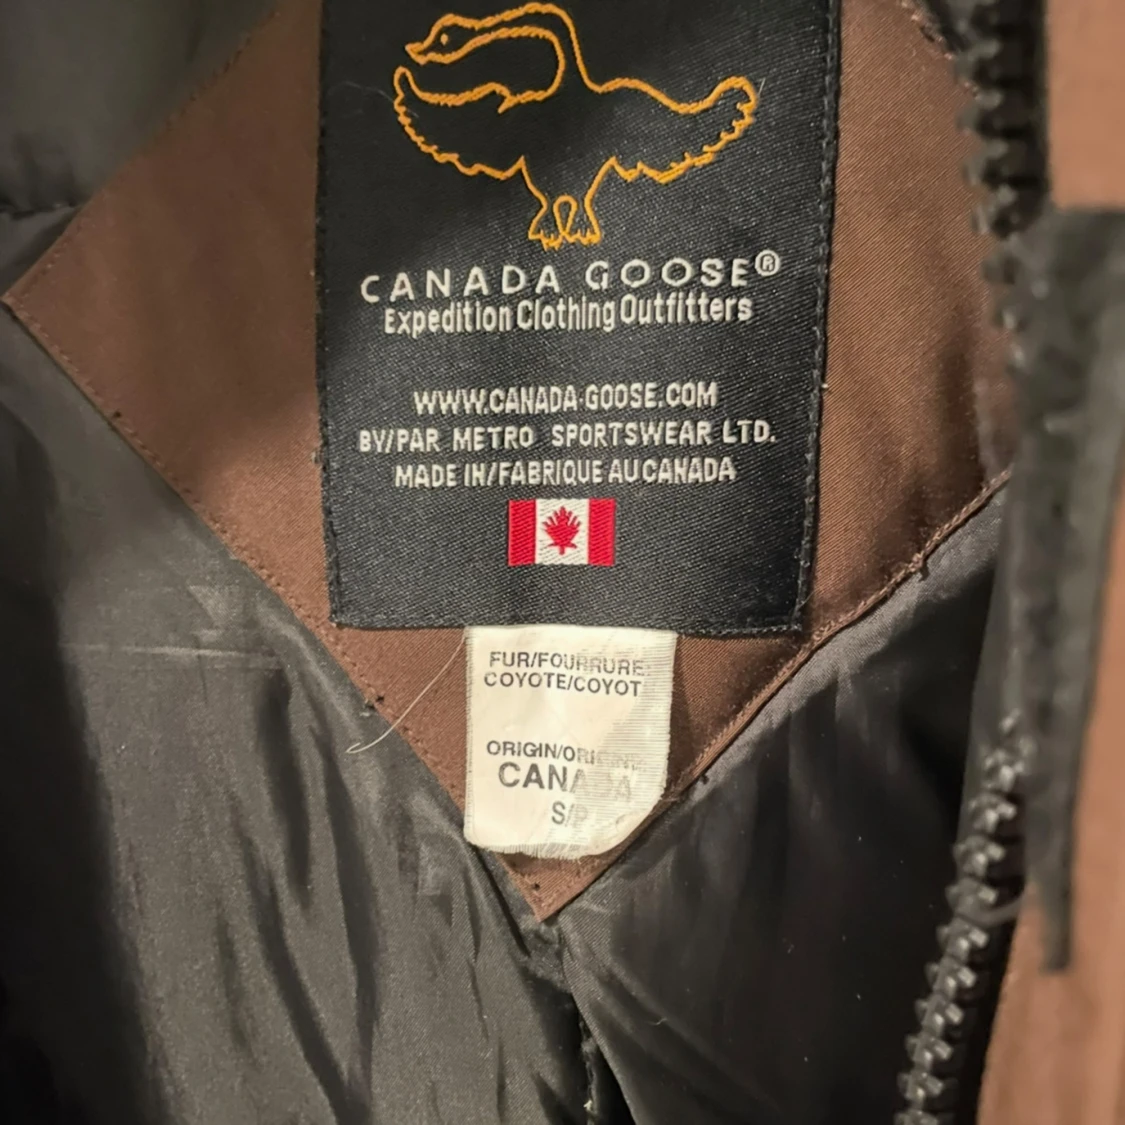 CANADA GOOSE®
Expedition Clothing Outfitters
WWW.CANADA-GOOSE.COM
BY/PAR METRO SPORTSWEAR LTD.
MADE IN/FABRIQUE AU CANADA
FUR/FOURRURE:
COYOTE/COYOT
ORIGIN/ORIGINE
CANADA
S/P